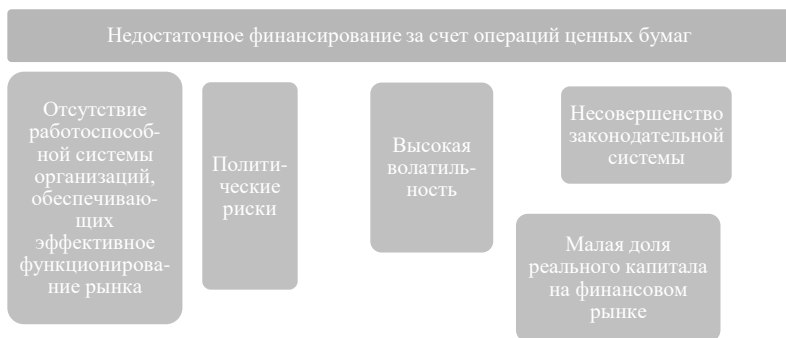 Недостаточное финансирование за счет операций ценных бумаг
Отсутствие
работоспособ-
ной системы
организаций,
обеспечиваю-
щих
эффективное
функционирова-
ние рынка
Полити-
ческие
риски
Высокая
волатиль-
ность
Несовершенство
законодательной
системы
Малая доля
реального капитала
на финансовом
рынке